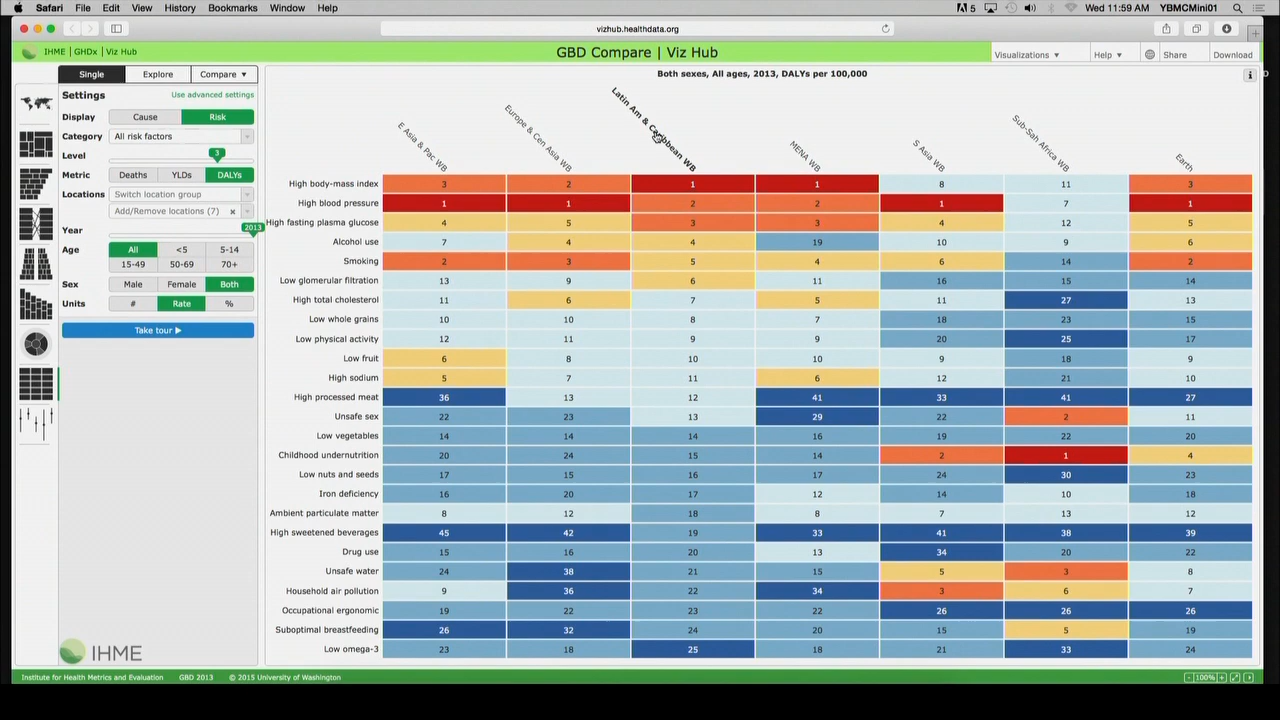 Safari File Edit View History Bookmarks Window Help A 5 Wed 11:59 AM YBMCMini01
vizhub.healthdata.org
IHME | GHDx | Viz Hub GBD Compare | Viz Hub Visualizations ▾ Help ▾ Share Download
Single Explore Compare ▾ Both sexes, All ages, 2013, DALYs per 100,000
Settings Use advanced settings
Display Cause Risk
Category All risk factors
Level 3
Metric Deaths YLDs DALYs
Locations Switch location group
Add/Remove locations (7) ×
Year 2013
Age All <5 5-14
15-49 50-69 70+
Sex Male Female Both
Units # Rate %
Take tour ▶
E Asia & Pac WB Europe & Cen Asia WB Latin Am & Caribbean WB MENA WB S Asia WB Sub-Sah Africa WB Earth
High body-mass index 3 2 1 1 8 11 3
High blood pressure 1 1 2 2 1 7 1
High fasting plasma glucose 4 5 3 3 4 12 5
Alcohol use 7 4 4 19 10 9 6
Smoking 2 3 5 4 6 14 2
Low glomerular filtration 13 9 6 11 16 15 14
High total cholesterol 11 6 7 5 11 27 13
Low whole grains 10 10 8 7 18 23 15
Low physical activity 12 11 9 9 20 25 17
Low fruit 6 8 10 10 9 18 9
High sodium 5 7 11 6 12 21 10
High processed meat 36 13 12 41 33 41 27
Unsafe sex 22 23 13 29 22 2 11
Low vegetables 14 14 14 16 19 22 20
Childhood undernutrition 20 24 15 14 2 1 4
Low nuts and seeds 17 15 16 17 24 30 23
Iron deficiency 16 20 17 12 14 10 18
Ambient particulate matter 8 12 18 8 7 13 12
High sweetened beverages 45 42 19 33 41 38 39
Drug use 15 16 20 13 34 20 22
Unsafe water 24 38 21 15 5 3 8
Household air pollution 9 36 22 34 3 6 7
Occupational ergonomic 19 22 23 22 26 26 26
Suboptimal breastfeeding 26 32 24 20 15 5 19
Low omega-3 23 18 25 18 21 33 24
IHME
Institute for Health Metrics and Evaluation GBD 2013 © 2015 University of Washington - 100% +